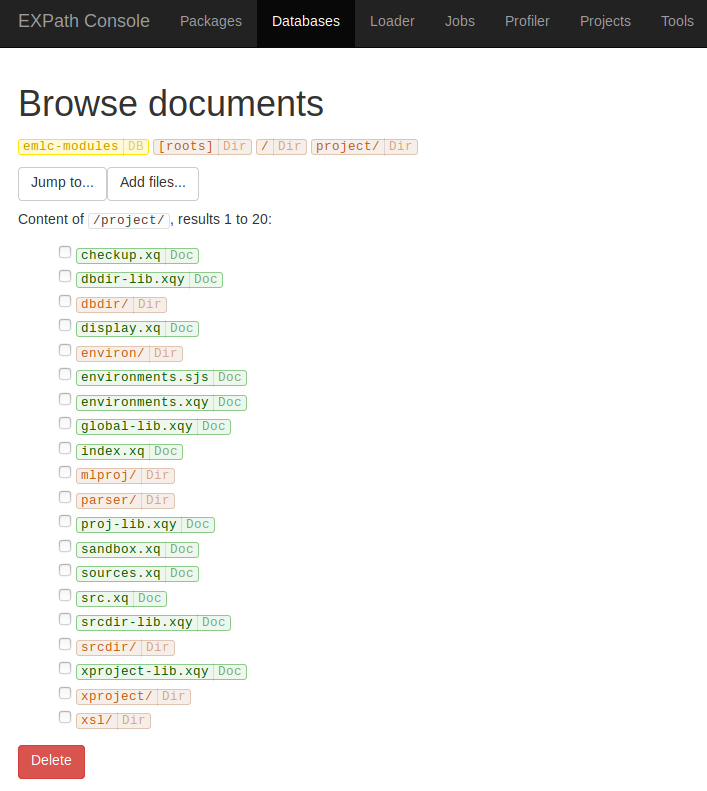 EXPath Console Packages Databases Loader Jobs Profiler Projects Tools
Browse documents
emlc-modules DB [roots] Dir / Dir project/ Dir
Jump to... Add files...
Content of /project/, results 1 to 20:
checkup.xq Doc
dbdir-lib.xqy Doc
dbdir/ Dir
display.xq Doc
environ/ Dir
environments.sjs Doc
environments.xqy Doc
global-lib.xqy Doc
index.xq Doc
mlproj/ Dir
parser/ Dir
proj-lib.xqy Doc
sandbox.xq Doc
sources.xq Doc
src.xq Doc
srcdir-lib.xqy Doc
srcdir/ Dir
xproject-lib.xqy Doc
xproject/ Dir
xsl/ Dir
Delete